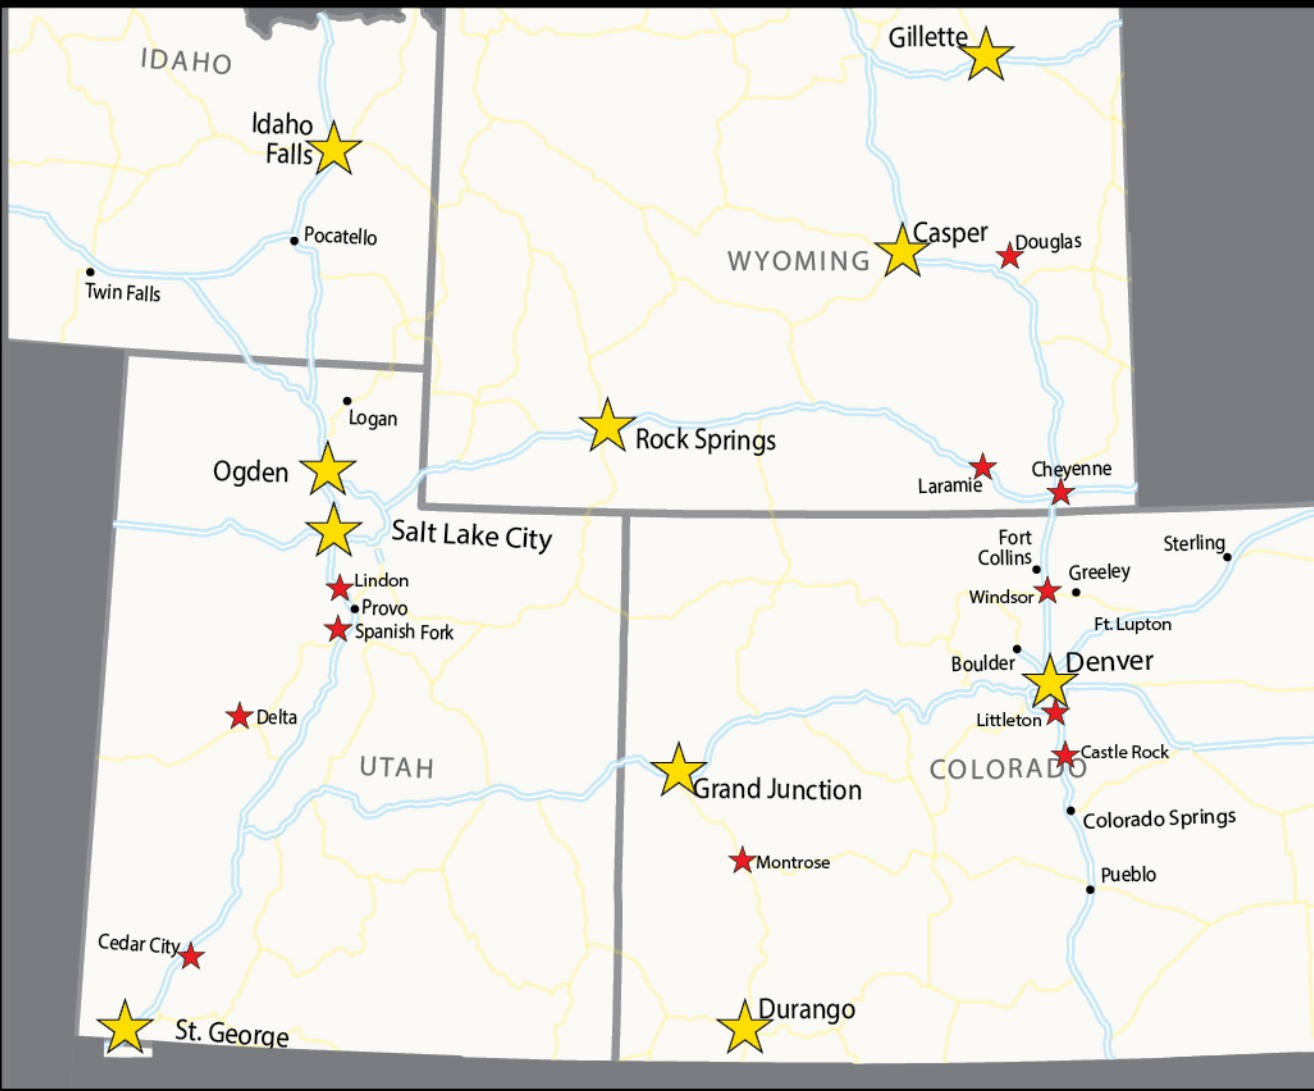 Gillette
IDAHO
Idaho
Falls
Casper
Pocatello
Douglas
WYOMING
Twin Falls
Logan
Rock Springs
Ogden
Cheyenne
Laramie
Salt Lake City
Fort
Collins
Sterling
Lindon
Greeley
Windsor
Provo
Spanish Fork
Ft. Lupton
Boulder
Denver
Delta
Littleton
Castle Rock
UTAH
COLORADO
Grand Junction
Colorado Springs
Montrose
Pueblo
Cedar City
Durango
St. George